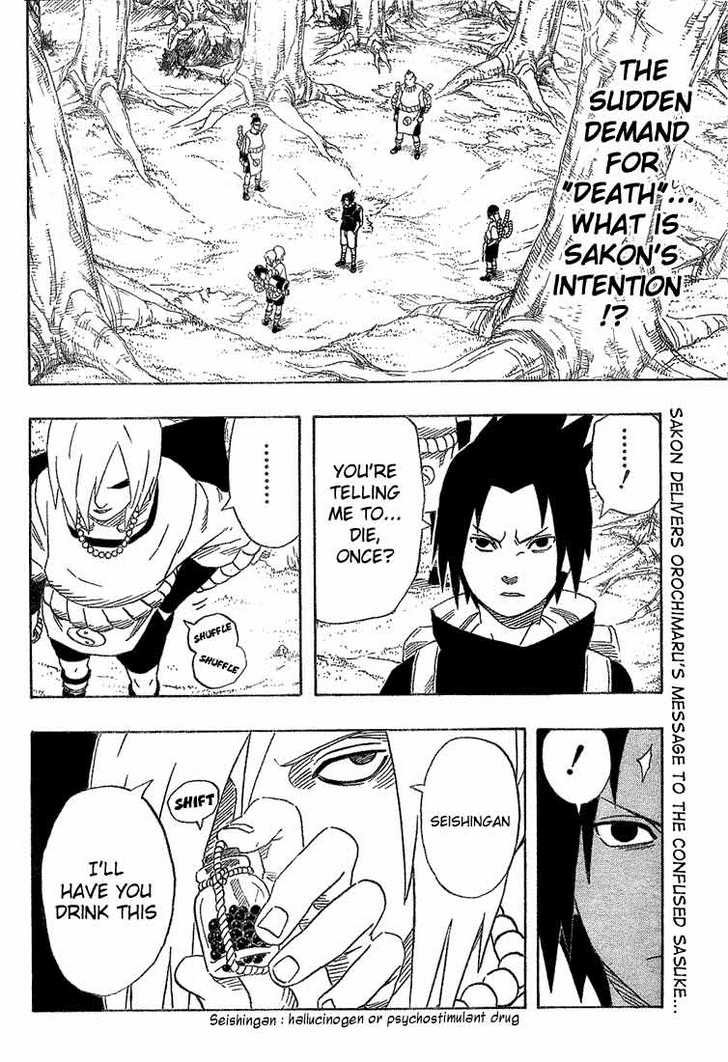 THE
SUDDEN
DEMAND
FOR
"DEATH"...
WHAT IS
SAKON'S
INTENTION
!?
SAKON DELIVERS OROCHIMARU'S MESSAGE TO THE CONFUSED SASUKE...
......!
YOU'RE
TELLING
ME TO...
DIE,
ONCE?
........
SHUFFLE
SHUFFLE
!
SEISHINGAN
SHIFT
I'LL
HAVE YOU
DRINK THIS
Seishingan : hallucinogen or psychostimulant drug